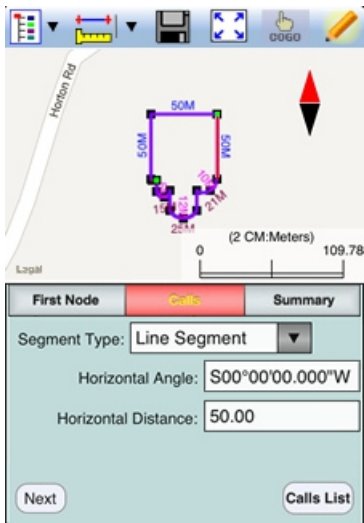 COGO
Horton Rd
50M
50M
50M
21M
25M
(2 CM:Meters)
0 109.78
Legal
First Node Calls Summary
Segment Type: Line Segment
Horizontal Angle: S00°00'00.000"W
Horizontal Distance: 50.00
Next Calls List